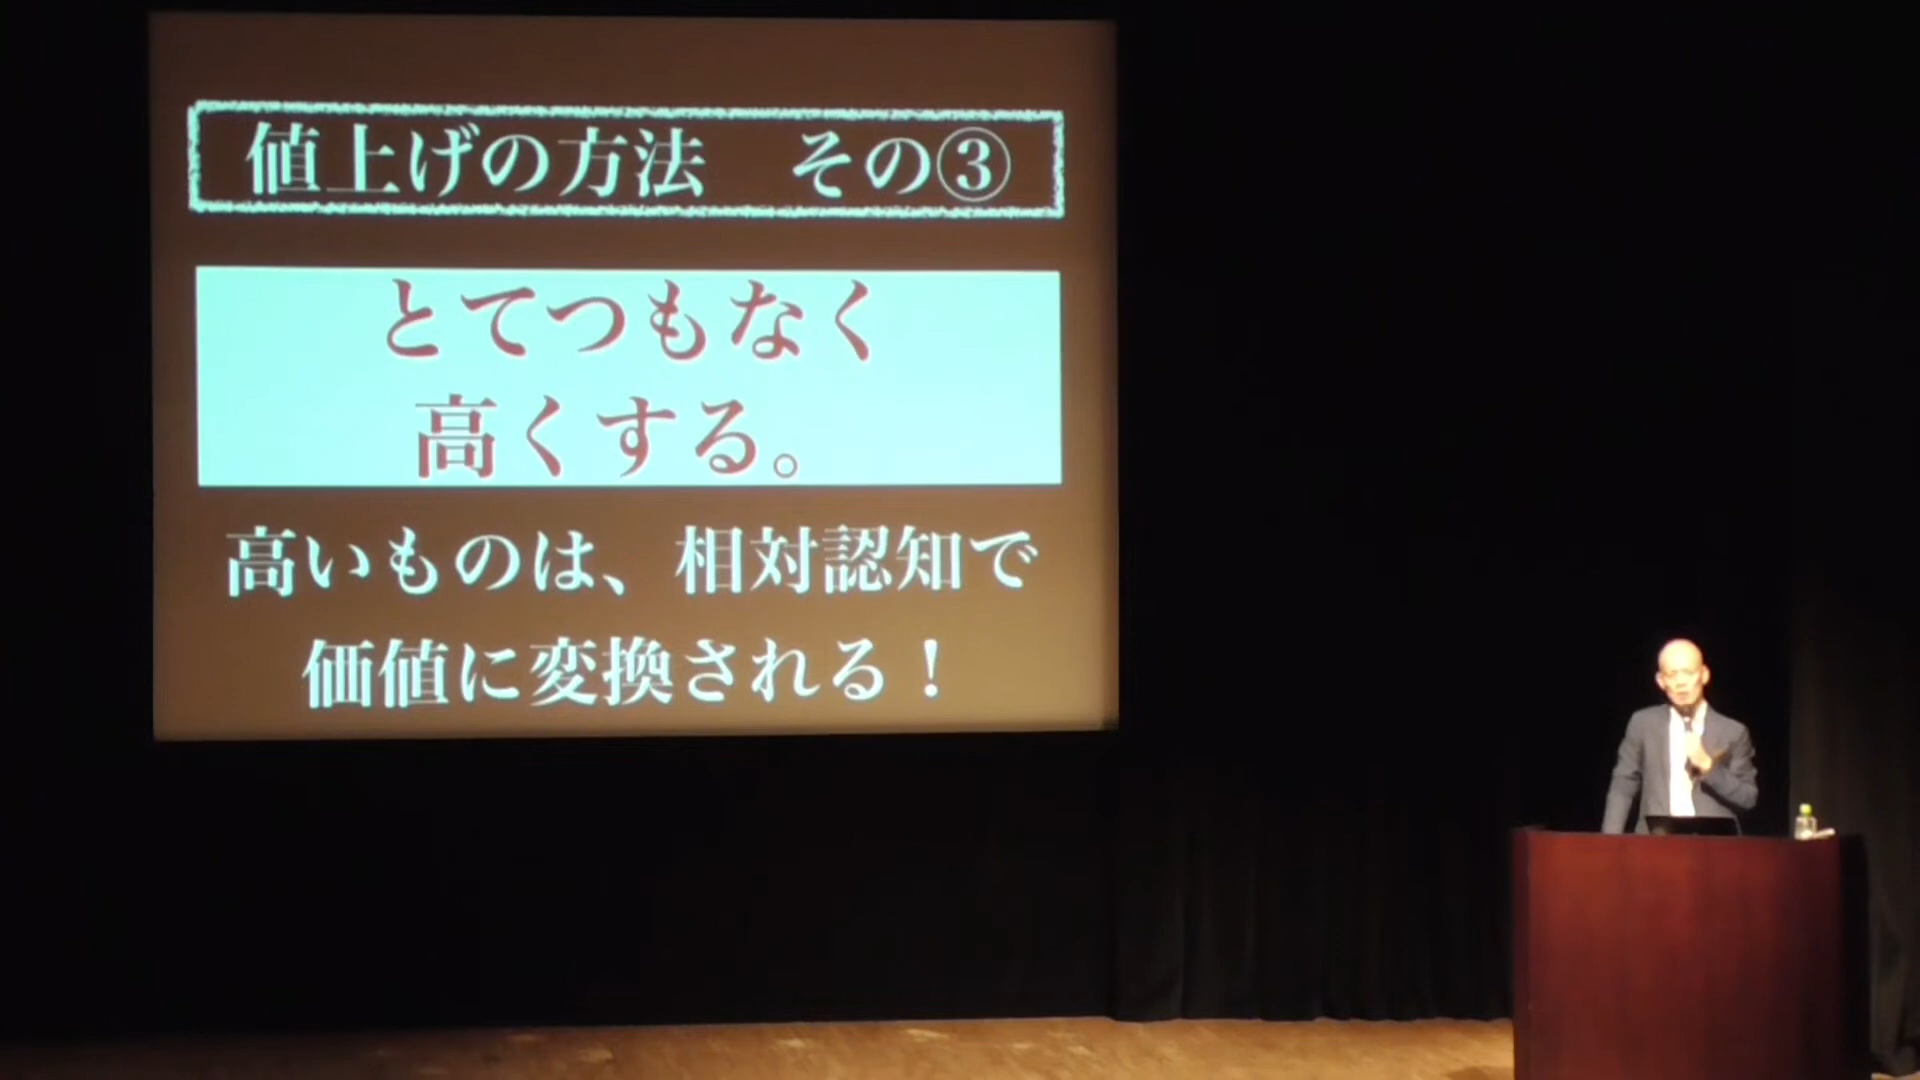 値上げの方法　その③
とてつもなく
高くする。
高いものは、相対認知で
価値に変換される！